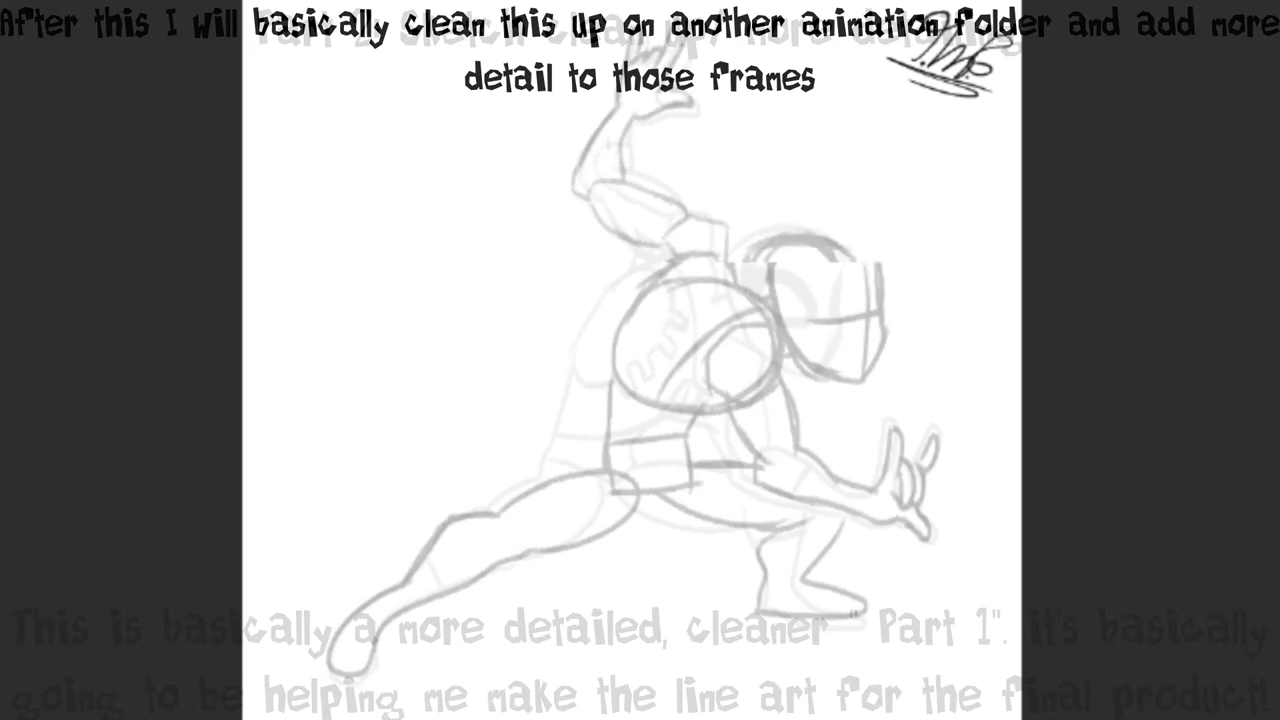 After this I will basically clean this up on another animation folder and add more
detail to those frames
This is basically a more detailed, cleaner " Part 1". it's basically
going to be helping me make the line art for the final product!